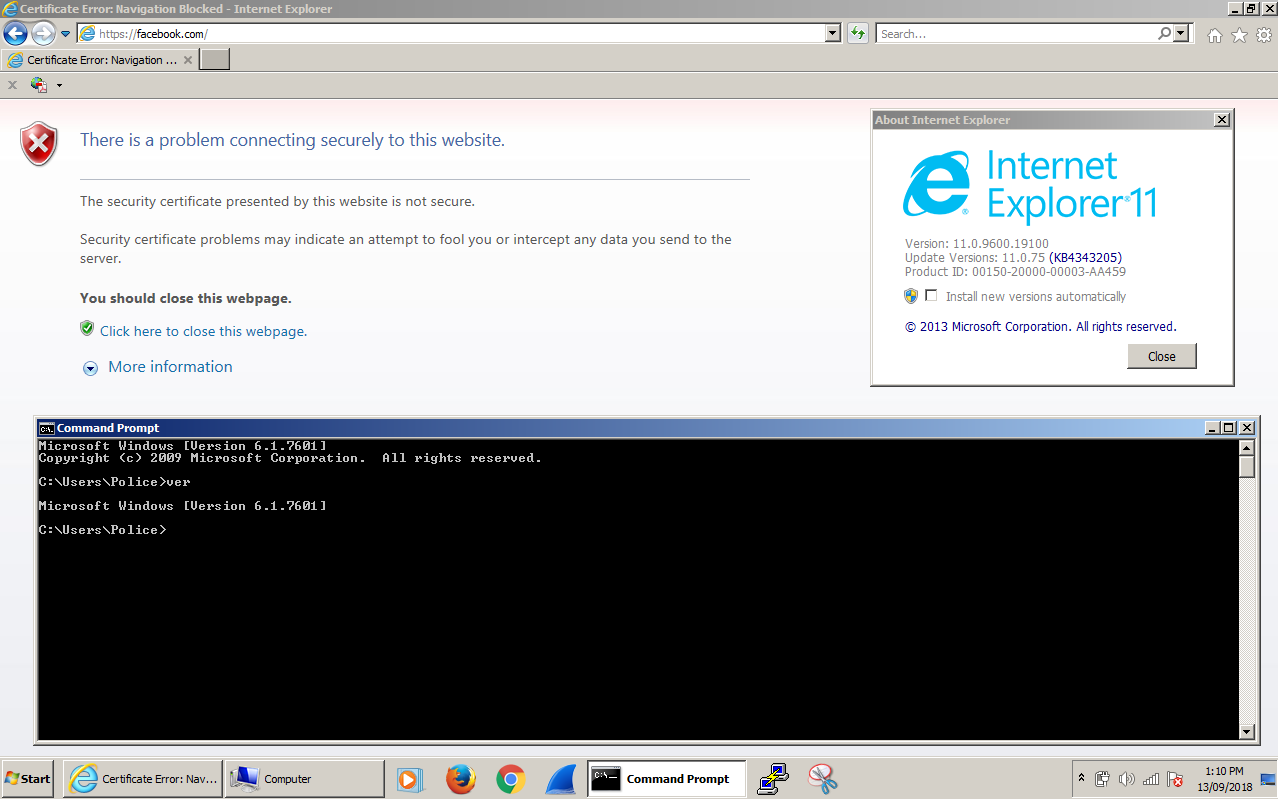 Certificate Error: Navigation Blocked - Internet Explorer
https://facebook.com/
Search...
Certificate Error: Navigation ...
There is a problem connecting securely to this website.
The security certificate presented by this website is not secure.
Security certificate problems may indicate an attempt to fool you or intercept any data you send to the
server.
You should close this webpage.
Click here to close this webpage.
More information
About Internet Explorer
Internet
Explorer®11
Version: 11.0.9600.19100
Update Versions: 11.0.75 (KB4343205)
Product ID: 00150-20000-00003-AA459
Install new versions automatically
© 2013 Microsoft Corporation. All rights reserved.
Close
Command Prompt
Microsoft Windows [Version 6.1.7601]
Copyright (c) 2009 Microsoft Corporation.  All rights reserved.
C:\Users\Police>ver
Microsoft Windows [Version 6.1.7601]
C:\Users\Police>
Start
Certificate Error: Nav...
Computer
C:\.
Command Prompt
1:10 PM
13/09/2018